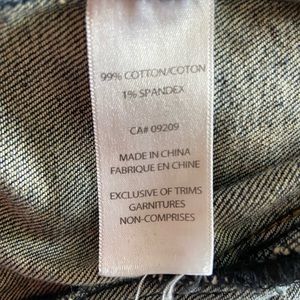 99% COTTON/COTON
1% SPANDEX
CA# 09209
MADE IN CHINA
FABRIQUE EN CHINE
EXCLUSIVE OF TRIMS
GARNITURES
NON-COMPRISES